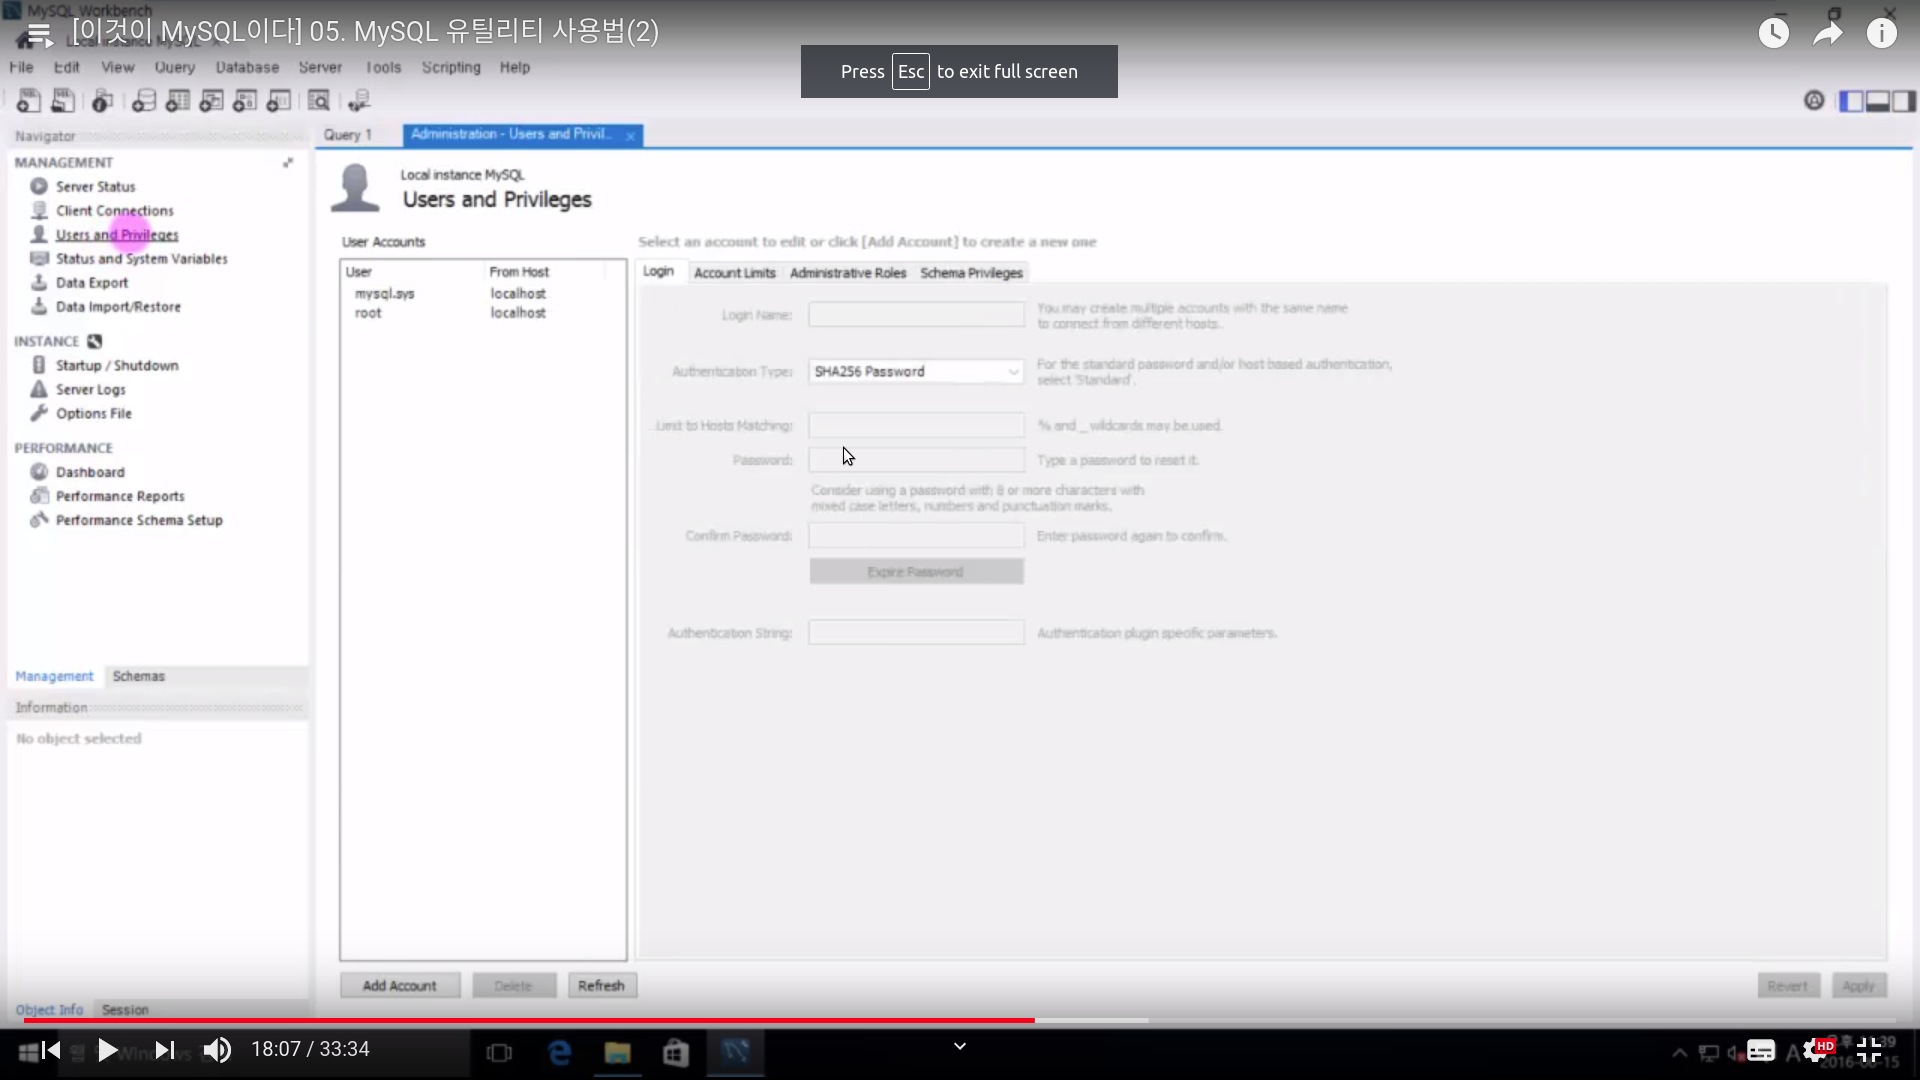 MySQL Workbench
[이것이 MySQL이다] 05. MySQL 유틸리티 사용법(2)
Local instance MySQL
File Edit View Query Database Server Tools Scripting Help
Press Esc to exit full screen
Navigator
Query 1
Administration - Users and Privil...
MANAGEMENT
Server Status
Client Connections
Users and Privileges
Status and System Variables
Data Export
Data Import/Restore
INSTANCE
Startup / Shutdown
Server Logs
Options File
PERFORMANCE
Dashboard
Performance Reports
Performance Schema Setup
Management Schemas
Information
No object selected
Object Info Session
Local instance MySQL
Users and Privileges
User Accounts
User From Host
mysql.sys localhost
root localhost
Add Account Delete Refresh
Select an account to edit or click [Add Account] to create a new one
Login Account Limits Administrative Roles Schema Privileges
Login Name:
You may create multiple accounts with the same name
to connect from different hosts.
Authentication Type: SHA256 Password
For the standard password and/or host based authentication,
select 'Standard'.
to Hosts Matching:
% and _ wildcards may be used.
Password:
Type a password to reset it.
Consider using a password with 8 or more characters with
mixed case letters, numbers and punctuation marks.
Confirm Password:
Enter password again to confirm.
Expire Password
Authentication String:
Authentication plugin specific parameters.
Revert Apply
18:07 / 33:34
HD